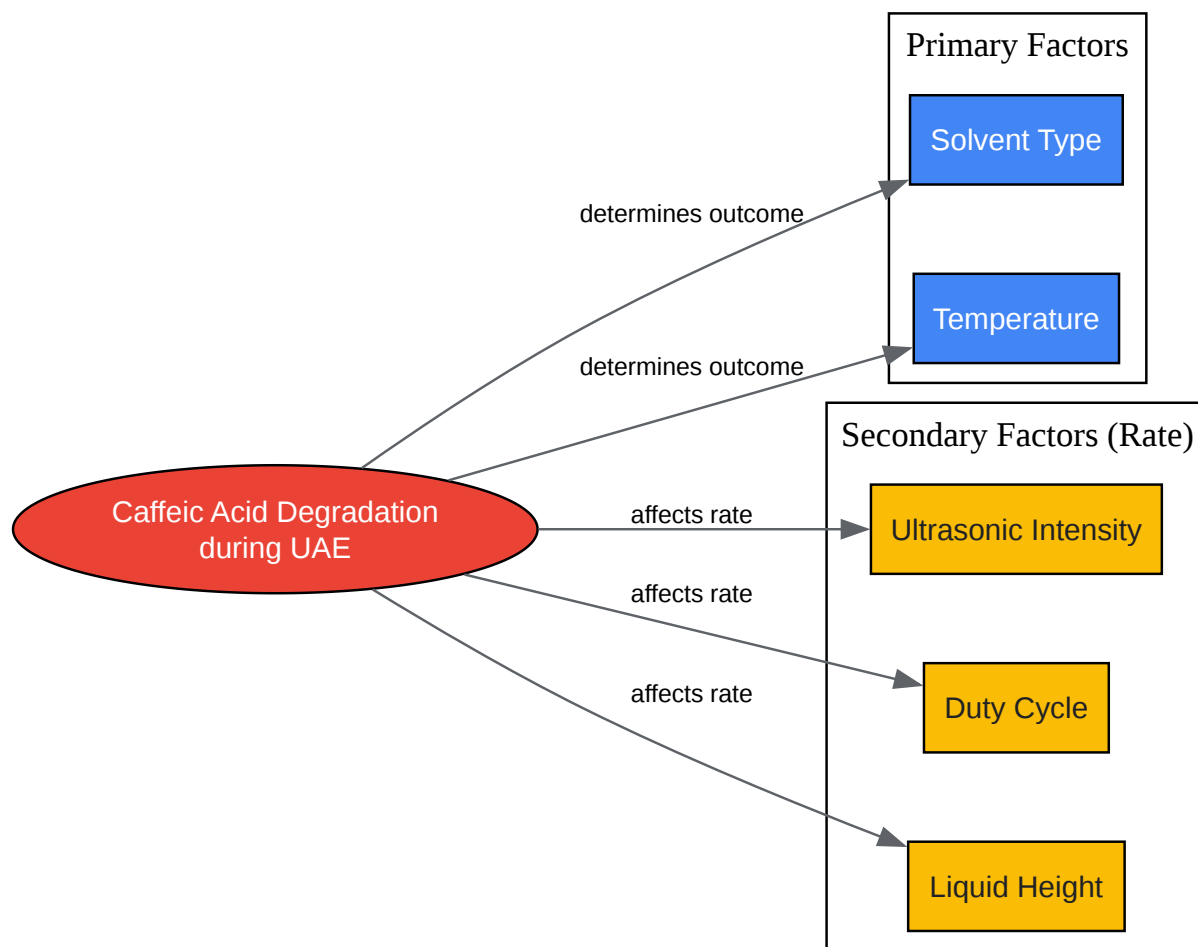 Primary Factors
Solvent Type
determines outcome
Temperature
determines outcome
Secondary Factors (Rate)
Caffeic Acid Degradation
during UAE
affects rate
Ultrasonic Intensity
affects rate
Duty Cycle
affects rate
Liquid Height